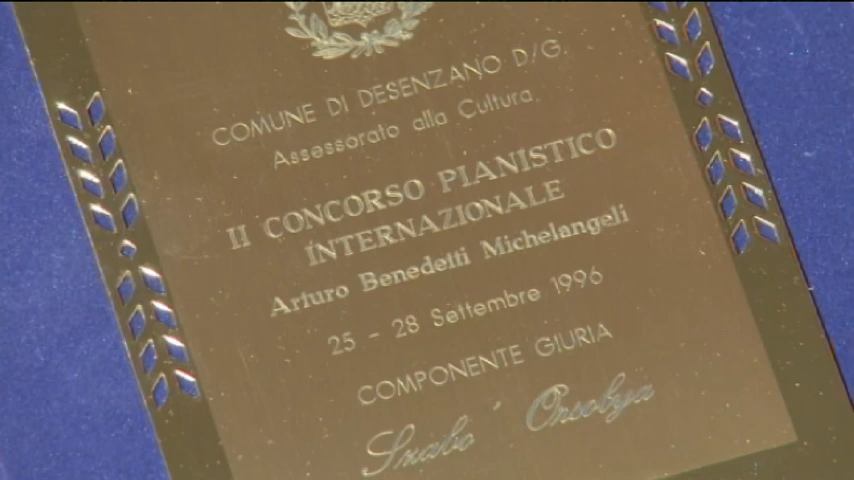 COMUNE DI DESENZANO D/G.
Assessorato alla Cultura
II CONCORSO PIANISTICO
INTERNAZIONALE
Arturo Benedetti Michelangeli
25 - 28 Settembre 1996
COMPONENTE GIURIA
Szabo' Orsolya